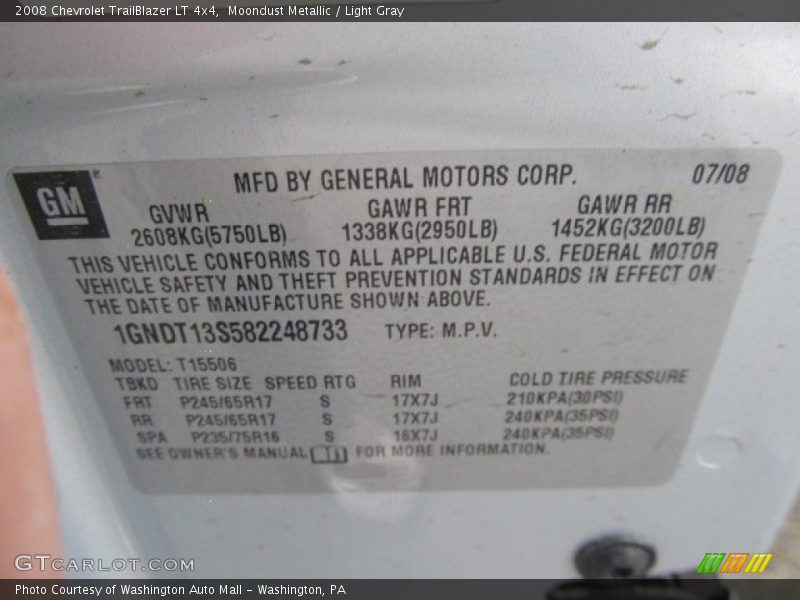 2008 Chevrolet TrailBlazer LT 4x4,  Moondust Metallic / Light Gray
GM
MFD BY GENERAL MOTORS CORP. 07/08
GVWR GAWR FRT GAWR RR
2608KG(5750LB) 1338KG(2950LB) 1452KG(3200LB)
THIS VEHICLE CONFORMS TO ALL APPLICABLE U.S. FEDERAL MOTOR
VEHICLE SAFETY AND THEFT PREVENTION STANDARDS IN EFFECT ON
THE DATE OF MANUFACTURE SHOWN ABOVE.
1GNDT13S582248733 TYPE: M.P.V.
MODEL: T15506
TBKD TIRE SIZE SPEED RTG RIM COLD TIRE PRESSURE
FRT P245/65R17 S 17X7J 210KPA(30PSI)
RR P245/65R17 S 17X7J 240KPA(35PSI)
SPA P235/75R16 S 16X7J 240KPA(35PSI)
SEE OWNER'S MANUAL FOR MORE INFORMATION.
GTCARLOT.COM
Photo Courtesy of Washington Auto Mall – Washington, PA